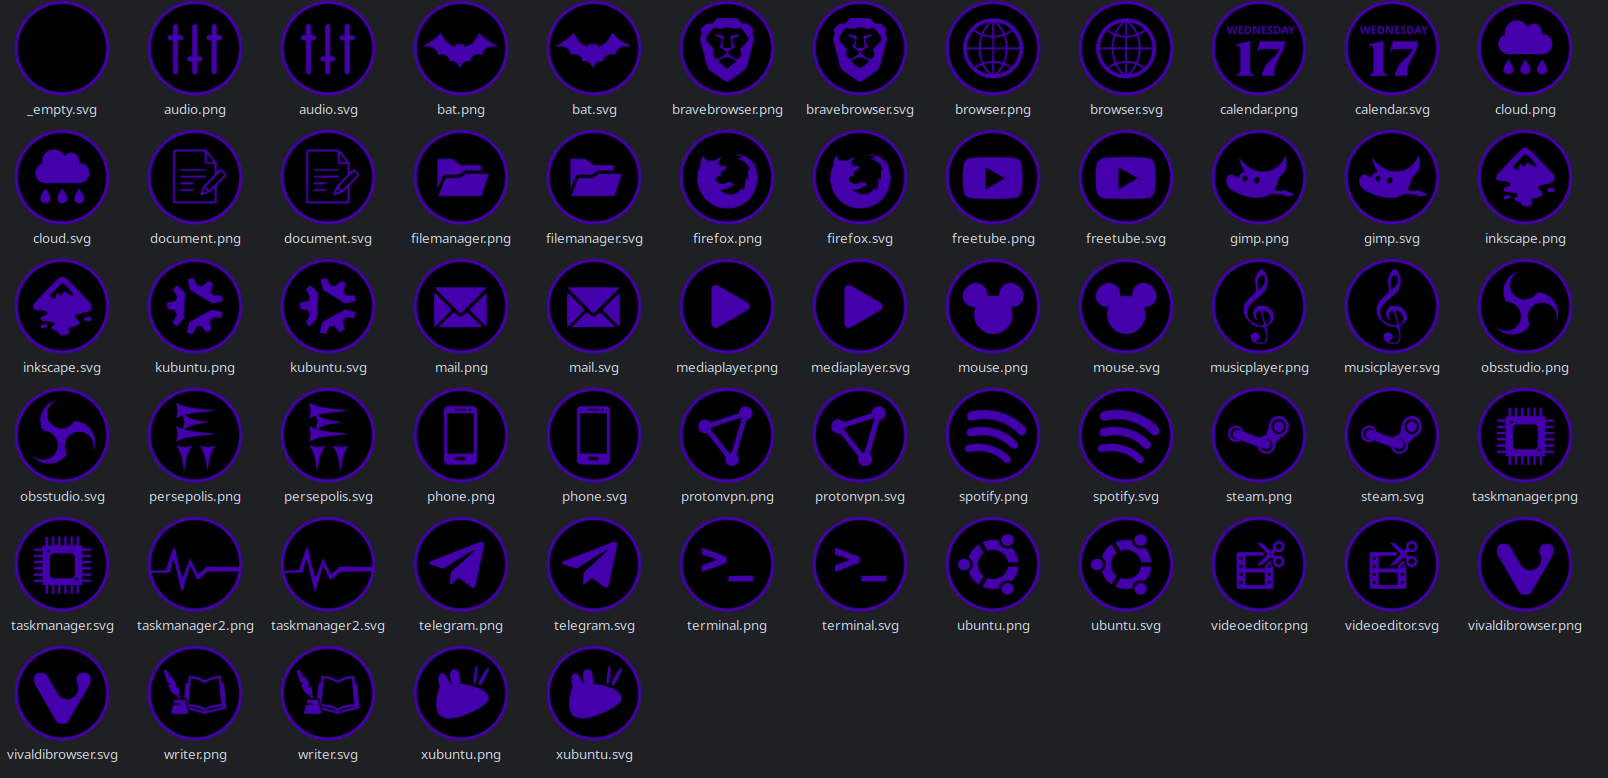 WEDNESDAY WEDNESDAY
17 17
_empty.svg audio.png audio.svg bat.png bat.svg bravebrowser.png bravebrowser.svg browser.png browser.svg calendar.png calendar.svg cloud.png
cloud.svg document.png document.svg filemanager.png filemanager.svg firefox.png firefox.svg freetube.png freetube.svg gimp.png gimp.svg inkscape.png
inkscape.svg kubuntu.png kubuntu.svg mail.png mail.svg mediaplayer.png mediaplayer.svg mouse.png mouse.svg musicplayer.png musicplayer.svg obsstudio.png
obsstudio.svg persepolis.png persepolis.svg phone.png phone.svg protonvpn.png protonvpn.svg spotify.png spotify.svg steam.png steam.svg taskmanager.png
>_ >_
taskmanager.svg taskmanager2.png taskmanager2.svg telegram.png telegram.svg terminal.png terminal.svg ubuntu.png ubuntu.svg videoeditor.png videoeditor.svg vivaldibrowser.png
vivaldibrowser.svg writer.png writer.svg xubuntu.png xubuntu.svg